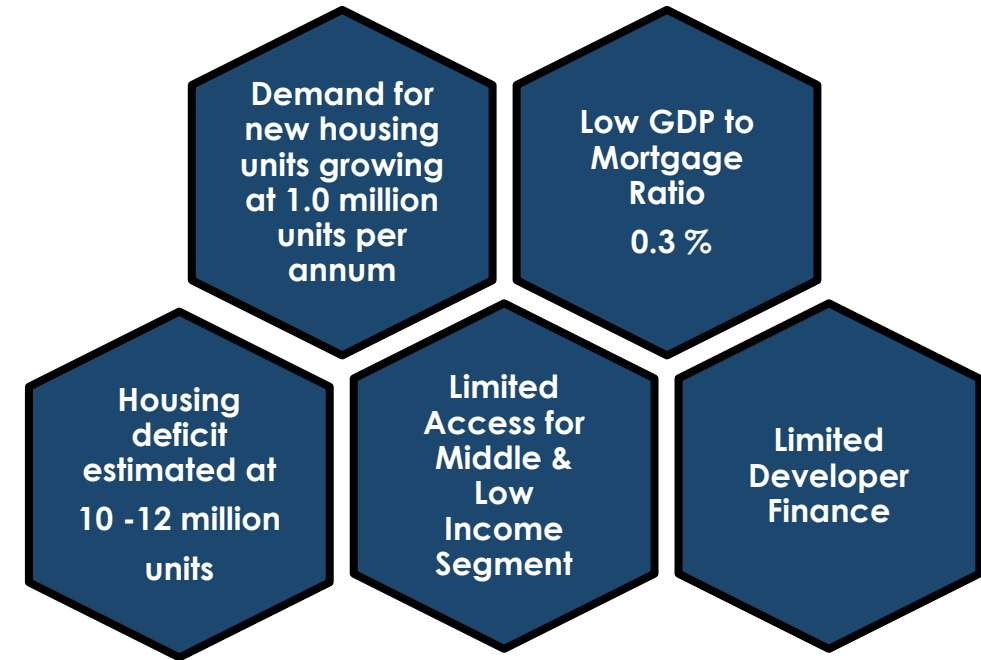 Demand for
new housing
units growing
at 1.0 million
units per
annum
Low GDP to
Mortgage
Ratio
0.3 %
Housing
deficit
estimated at
10 -12 million
units
Limited
Access for
Middle &
Low
Income
Segment
Limited
Developer
Finance